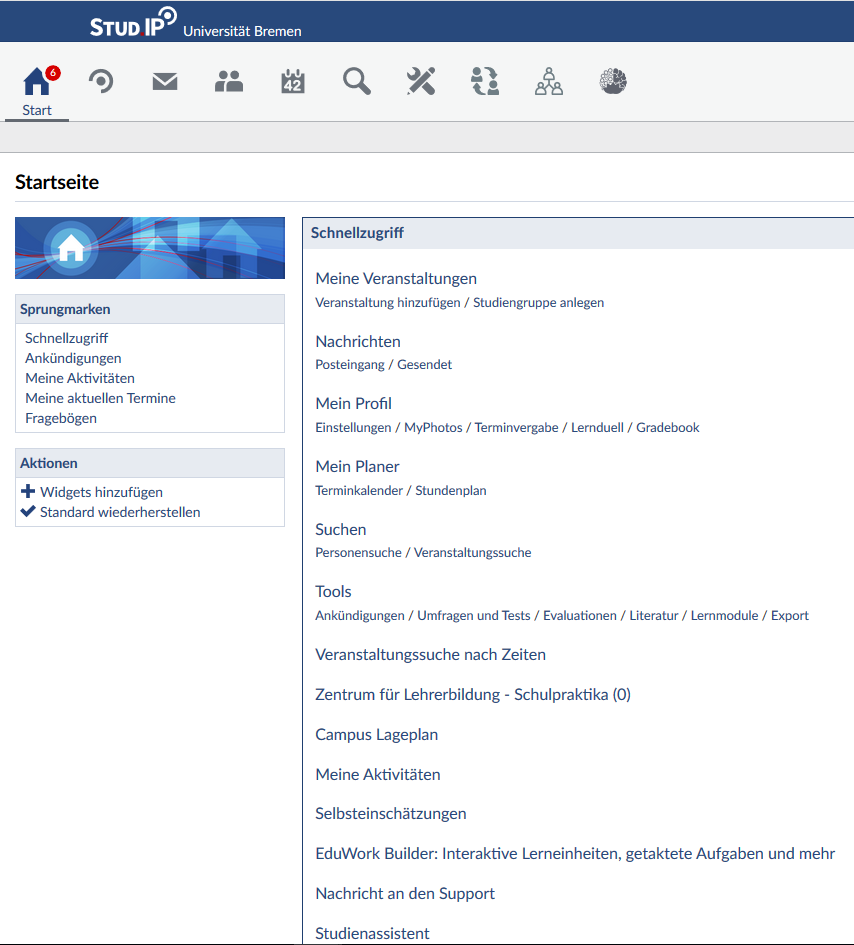 STUD.IP Universität Bremen
6
42
Start
Startseite
Sprungmarken
Schnellzugriff
Ankündigungen
Meine Aktivitäten
Meine aktuellen Termine
Fragebögen
Aktionen
Widgets hinzufügen
Standard wiederherstellen
Schnellzugriff
Meine Veranstaltungen
Veranstaltung hinzufügen / Studiengruppe anlegen
Nachrichten
Posteingang / Gesendet
Mein Profil
Einstellungen / MyPhotos / Terminvergabe / Lernduell / Gradebook
Mein Planer
Terminkalender / Stundenplan
Suchen
Personensuche / Veranstaltungssuche
Tools
Ankündigungen / Umfragen und Tests / Evaluationen / Literatur / Lernmodule / Export
Veranstaltungssuche nach Zeiten
Zentrum für Lehrerbildung - Schulpraktika (0)
Campus Lageplan
Meine Aktivitäten
Selbsteinschätzungen
EduWork Builder: Interaktive Lerneinheiten, getaktete Aufgaben und mehr
Nachricht an den Support
Studienassistent